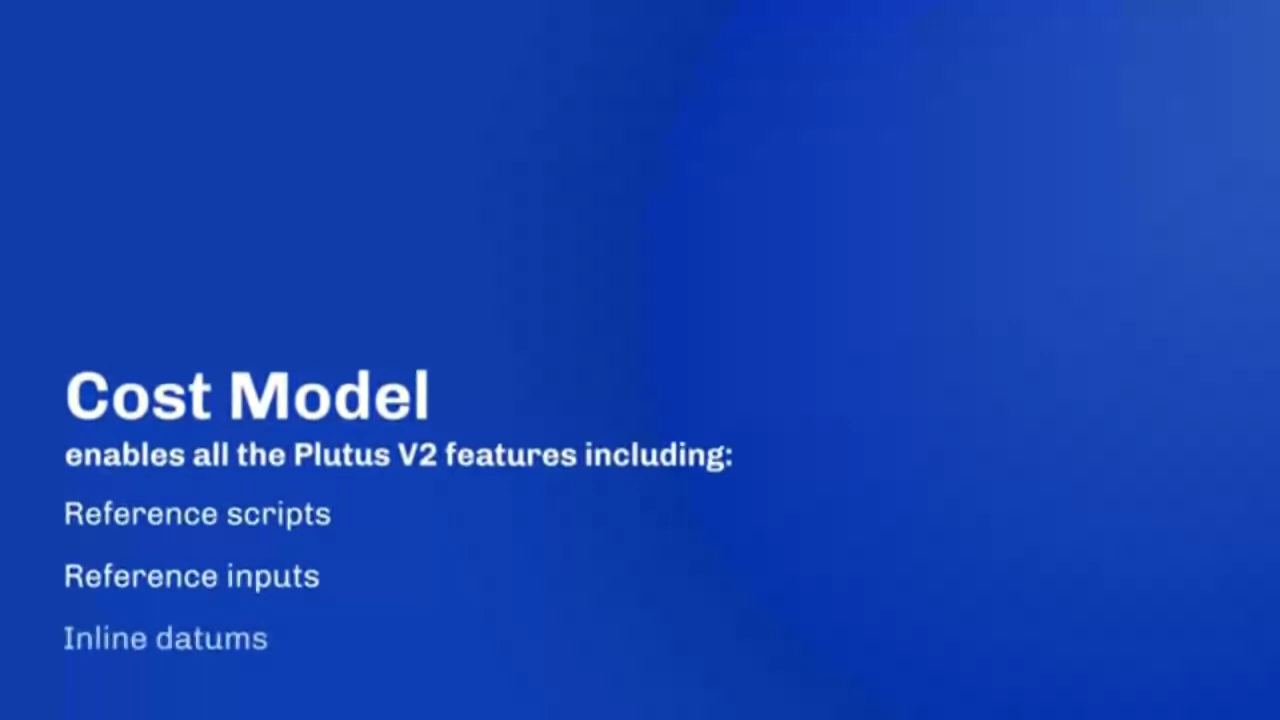 Cost Model
enables all the Plutus V2 features including:
Reference scripts
Reference inputs
Inline datums